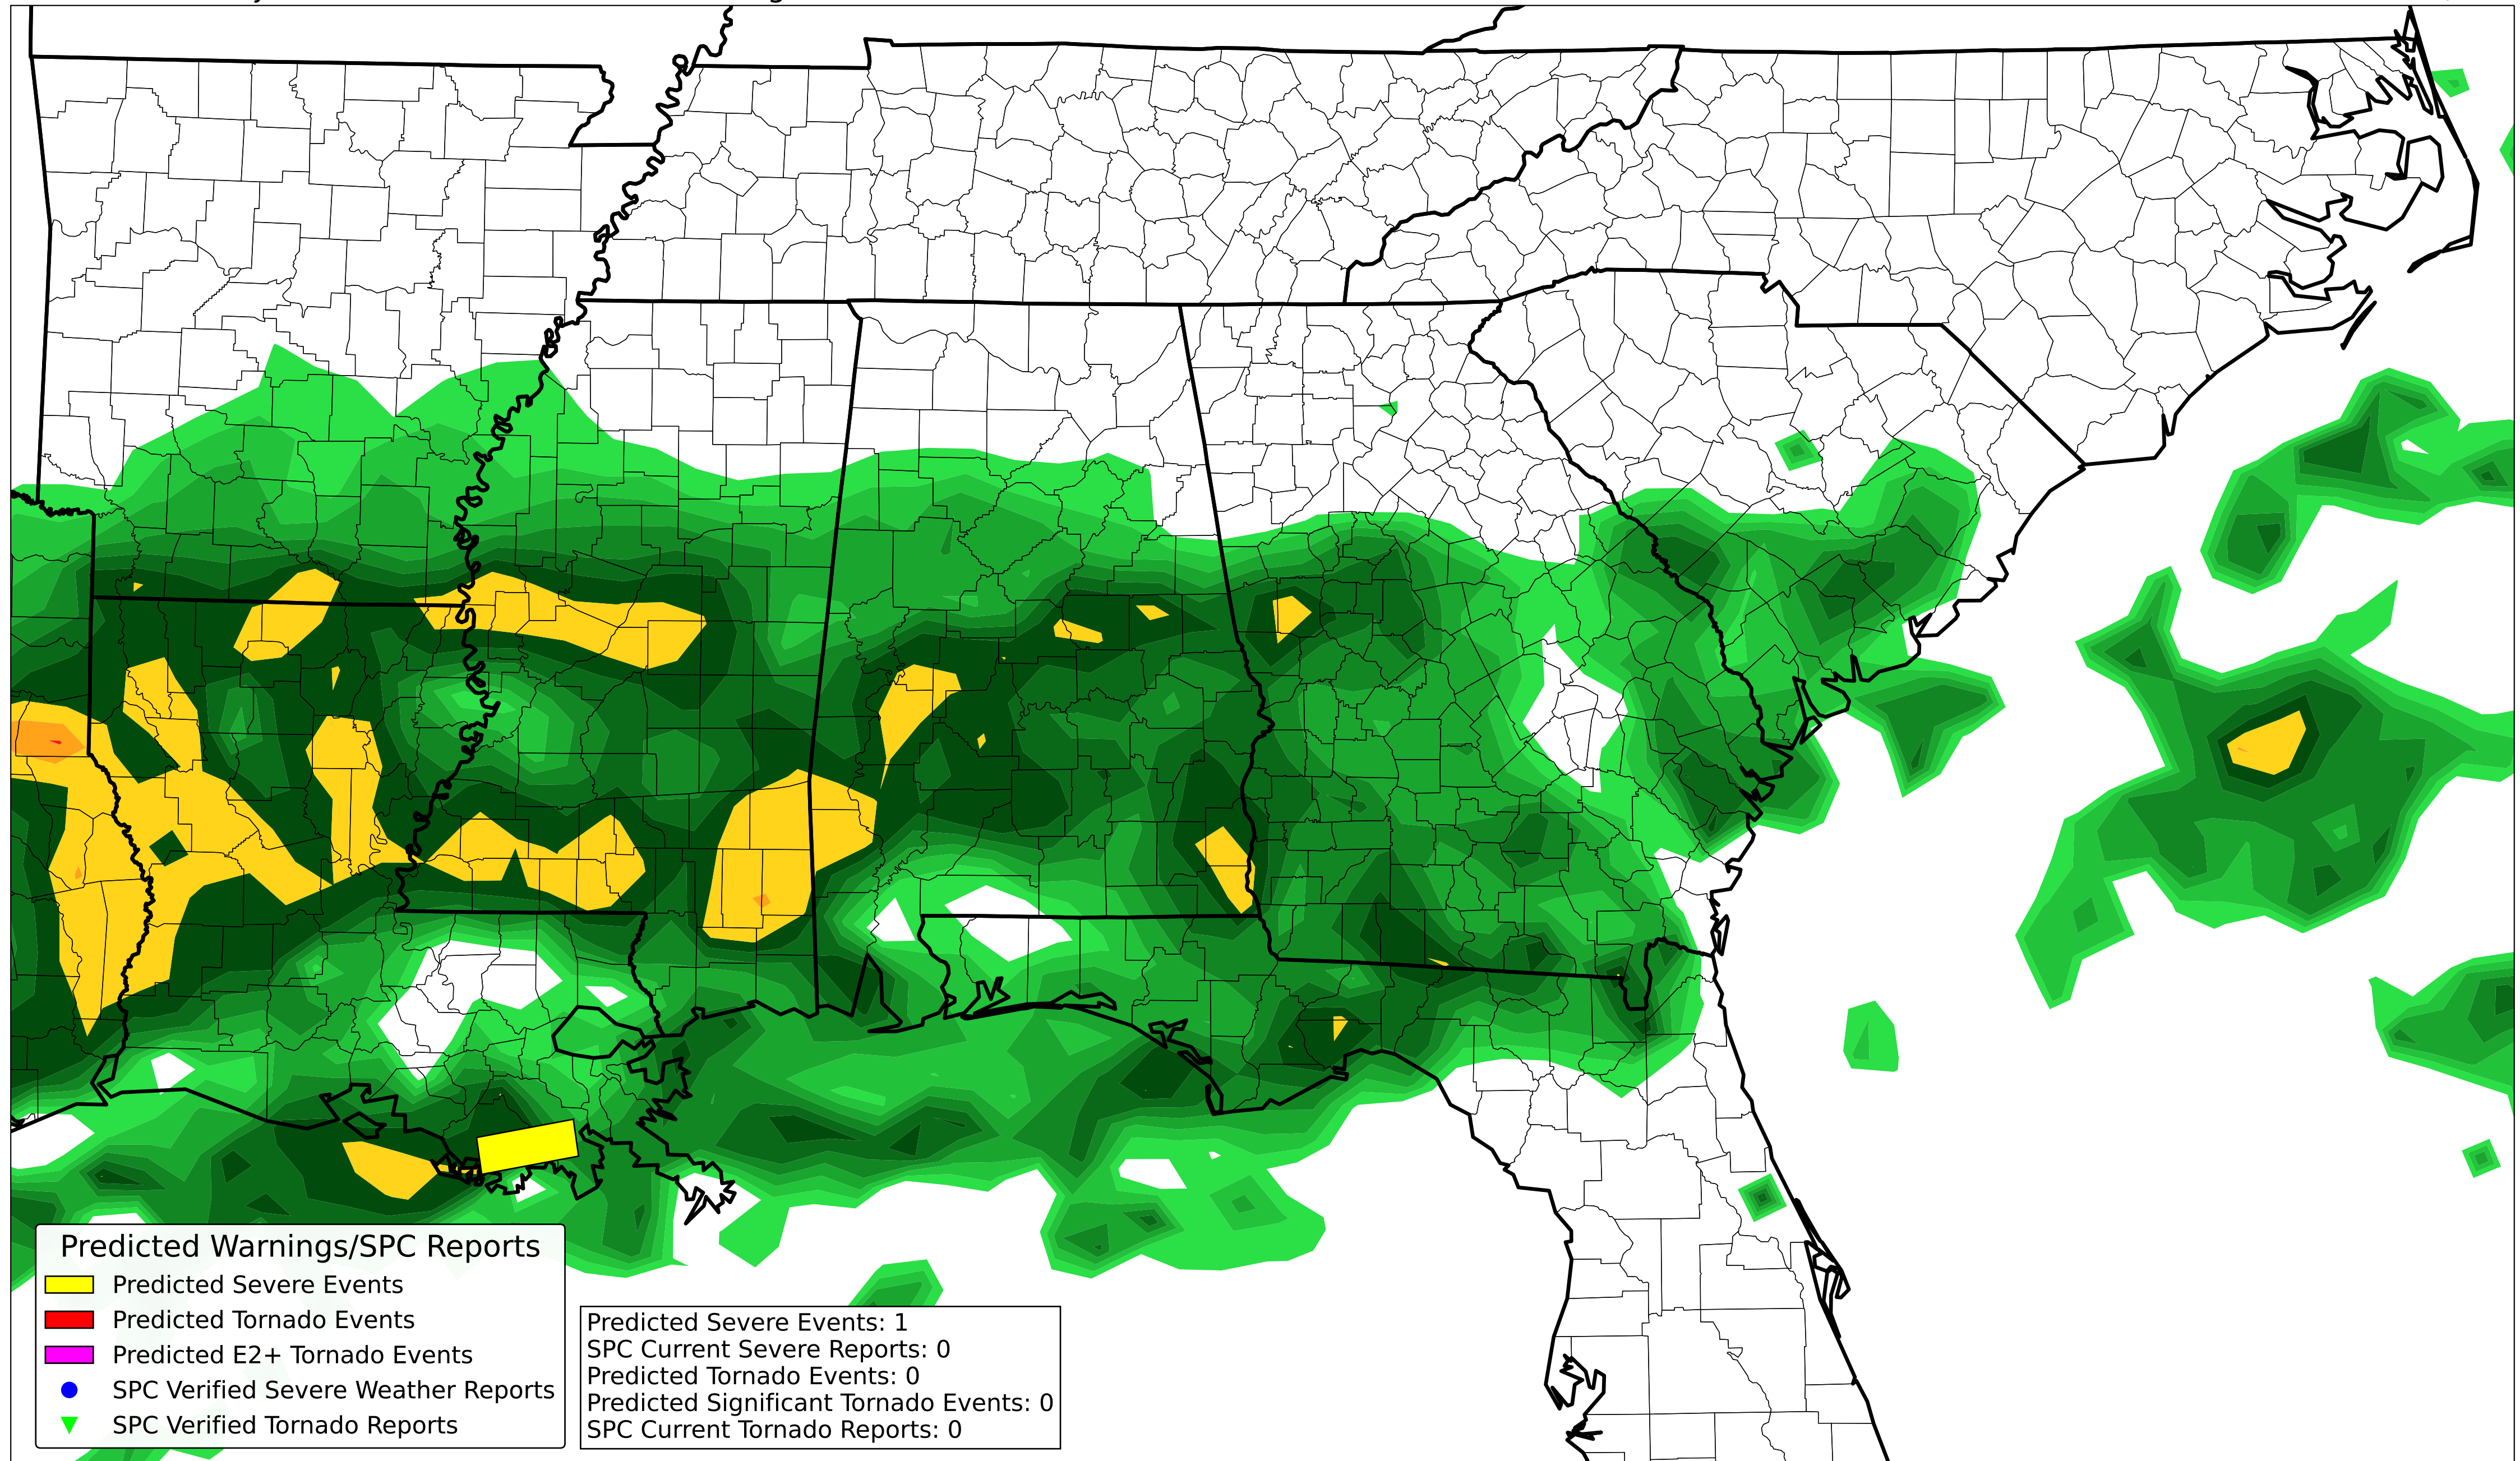 Predicted Warnings/SPC Reports
Predicted Severe Events
Predicted Tornado Events
Predicted E2+ Tornado Events
SPC Verified Severe Weather Reports
SPC Verified Tornado Reports
Predicted Severe Events: 1
SPC Current Severe Reports: 0
Predicted Tornado Events: 0
Predicted Significant Tornado Events: 0
SPC Current Tornado Reports: 0